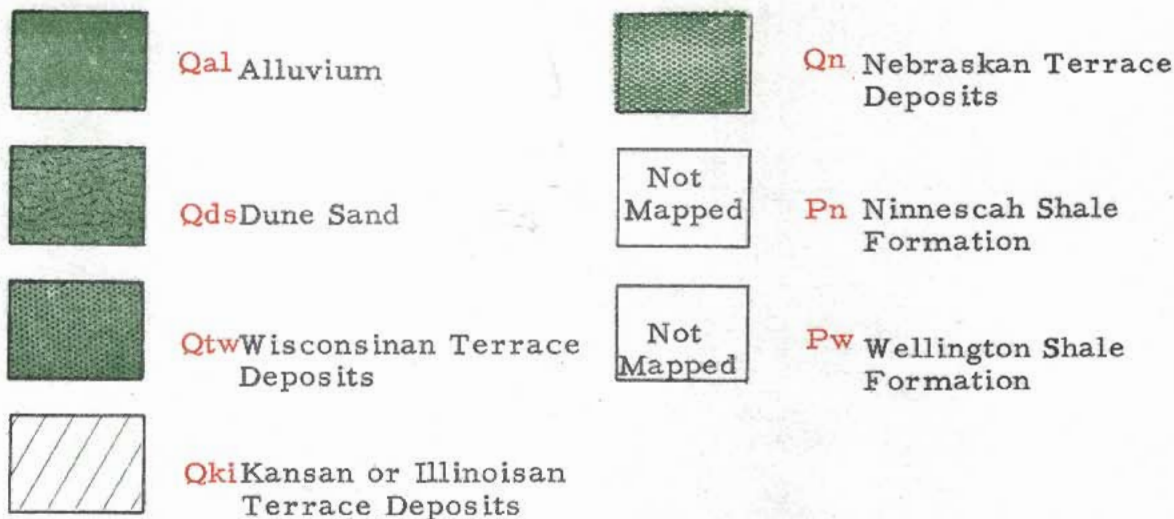 Qal Alluvium
Qds Dune Sand
Qtw Wisconsinan Terrace
Deposits
Qki Kansan or Illinoisan
Terrace Deposits
Qn Nebraskan Terrace
Deposits
Not
Mapped
Pn Ninnescah Shale
Formation
Not
Mapped
Pw Wellington Shale
Formation